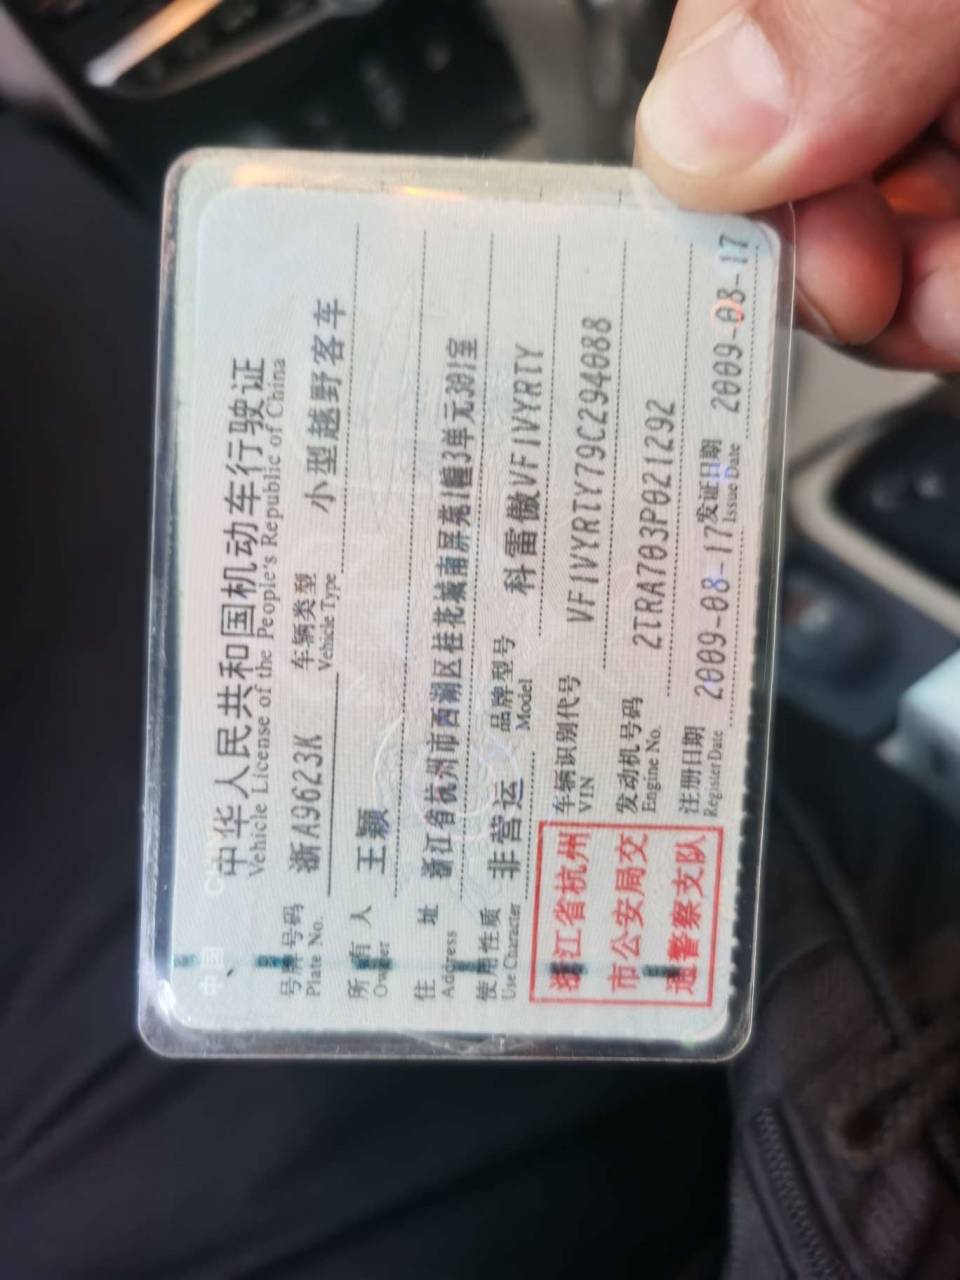 中华人民共和国机动车行驶证
Vehicle License of the People's Republic of China
号牌号码 浙A9623K 车辆类型 小型越野客车
Plate No. Vehicle Type
所有人 王颖
Owner
住址 浙江省杭州市西湖区桂花城南屏苑1幢3单元301室
Address
使用性质 非营运 品牌型号 科雷傲VF1VYRTY
Use Character Model
浙江省杭州
市公安局交
通警察支队
车辆识别代号 VF1VYRTY79C294088
VIN
发动机号码 2TRA703P021292
Engine No.
注册日期 2009-08-17 发证日期 2009-08-17
Register Date Issue Date